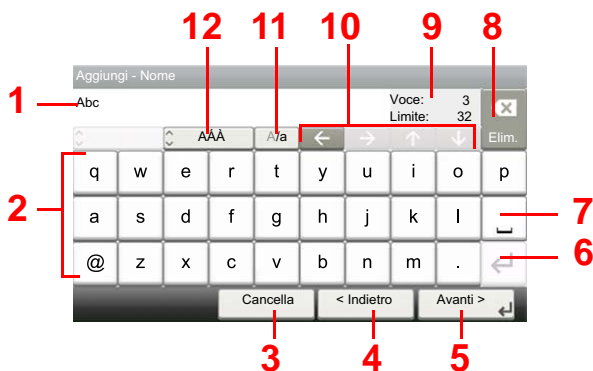 12 11 10 9 8
Aggiungi - Nome
1 Abc Voce: 3
Limite: 32
AÁÀ A/a ← → ↑ ↓ Elim.
q w e r t y u i o p
2 a s d f g h j k l 7
@ z x c v b n m . 6
Cancella < Indietro Avanti >
3 4 5